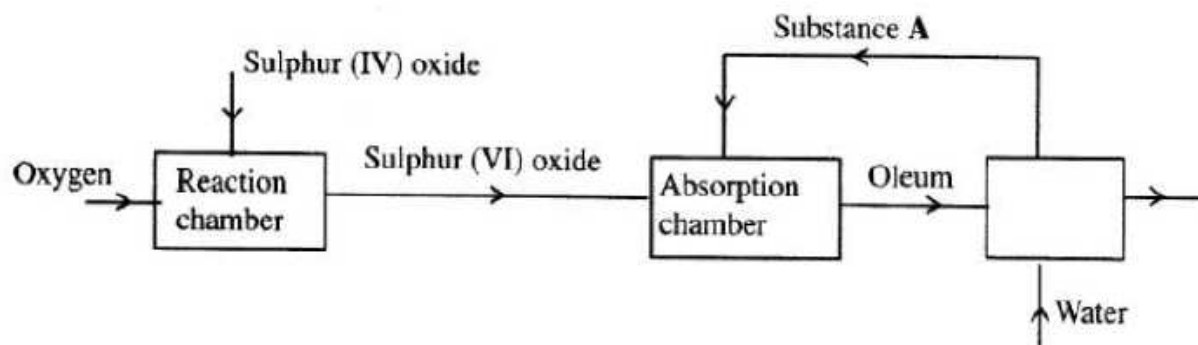 Substance A
Sulphur (IV) oxide
Oxygen
Reaction
chamber
Sulphur (VI) oxide
Absorption
chamber
Oleum
Water